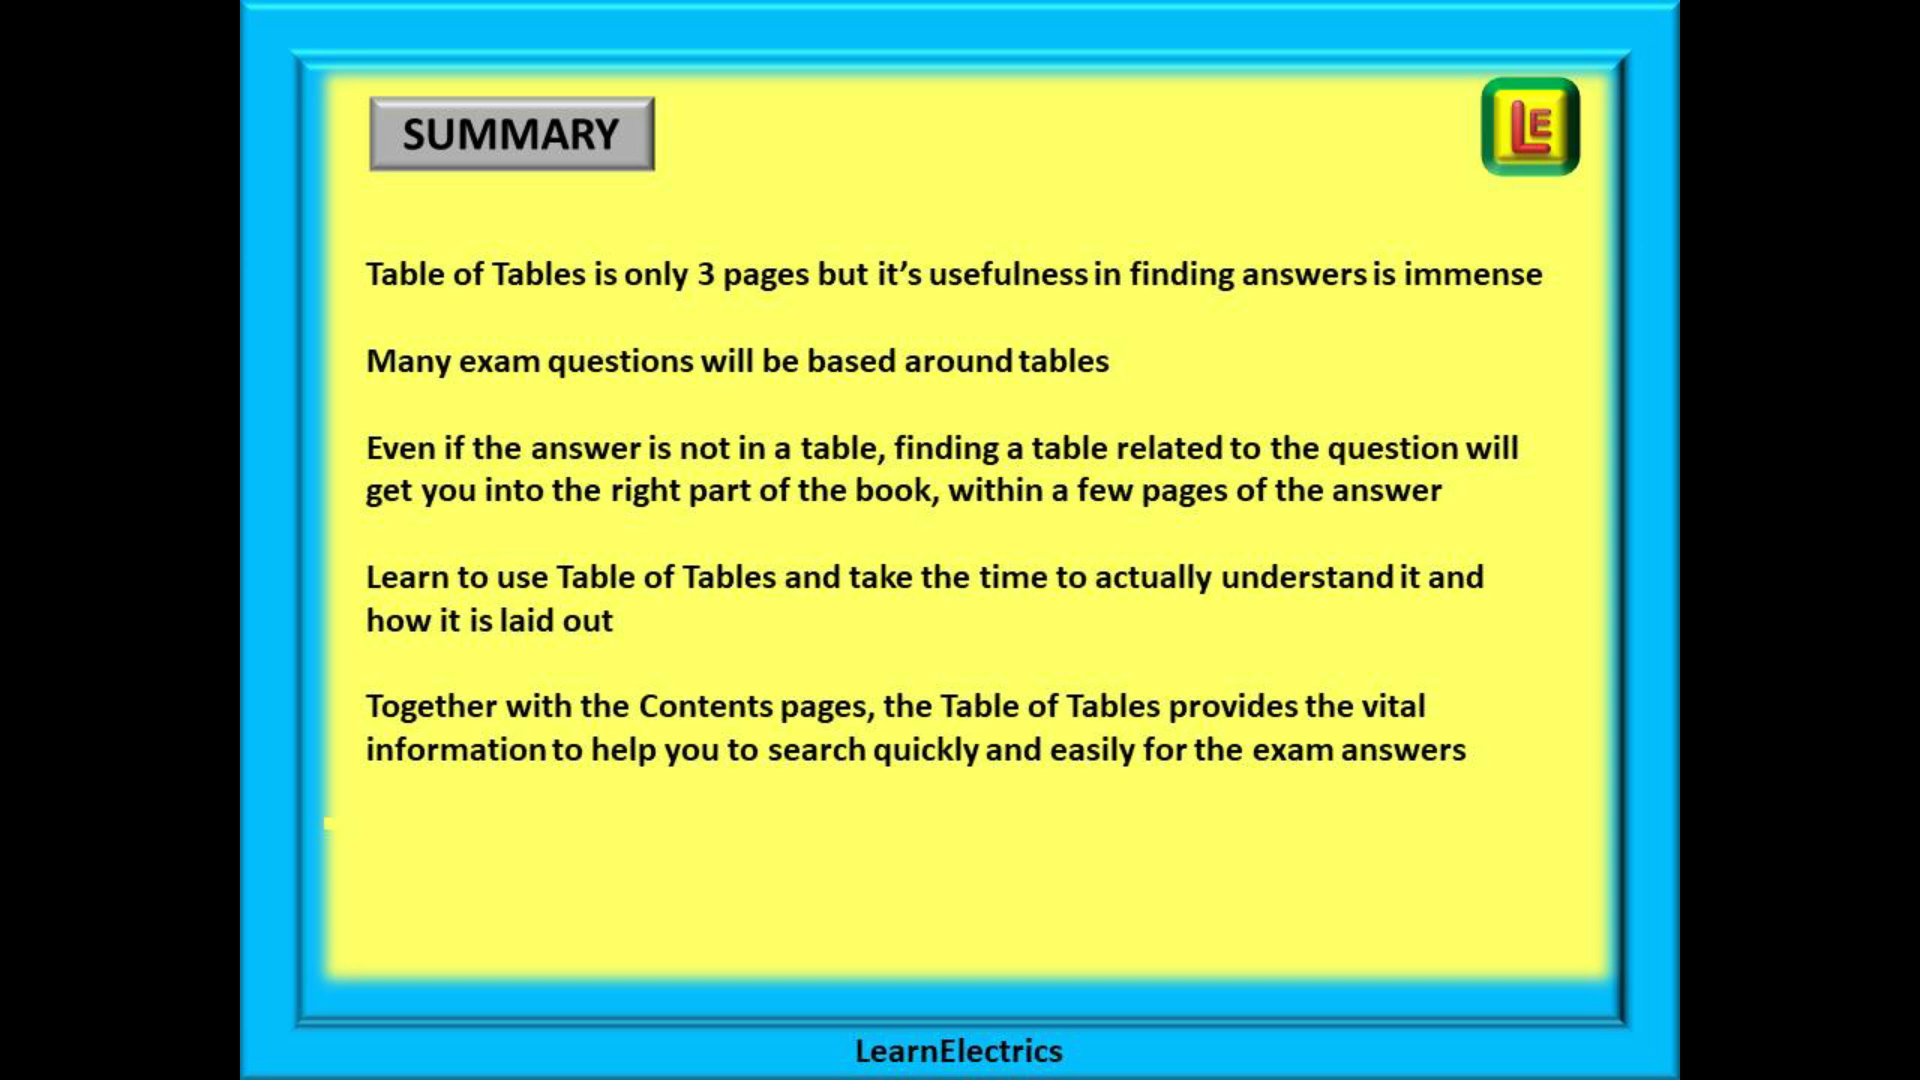 SUMMARY
LE
Table of Tables is only 3 pages but it's usefulness in finding answers is immense
Many exam questions will be based around tables
Even if the answer is not in a table, finding a table related to the question will
get you into the right part of the book, within a few pages of the answer
Learn to use Table of Tables and take the time to actually understand it and
how it is laid out
Together with the Contents pages, the Table of Tables provides the vital
information to help you to search quickly and easily for the exam answers
LearnElectrics